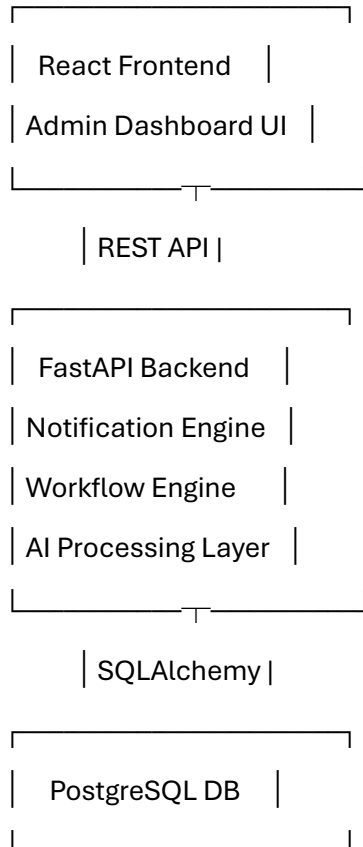 React Frontend
Admin Dashboard UI
REST API
FastAPI Backend
Notification Engine
Workflow Engine
AI Processing Layer
SQLAlchemy
PostgreSQL DB